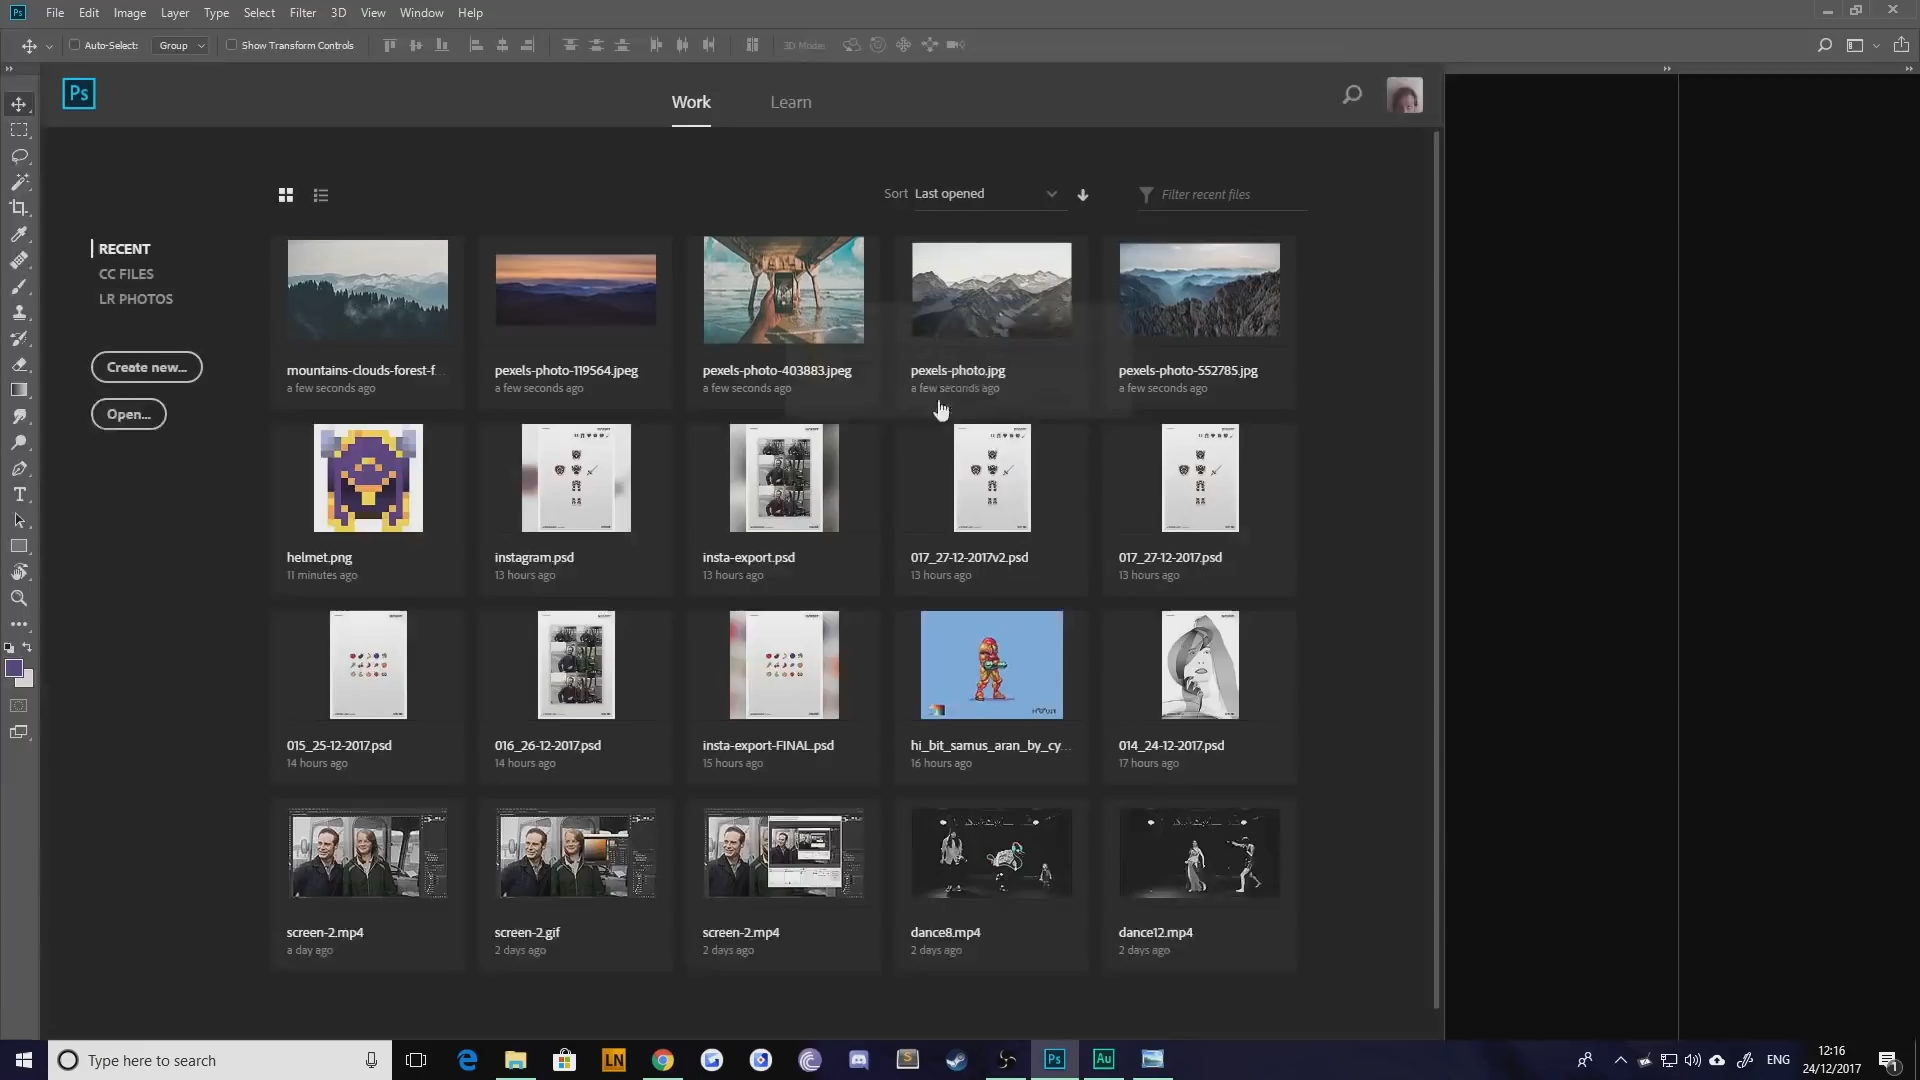 Ps
File Edit Image Layer Type Select Filter 3D View Window Help
Auto-Select: Group Show Transform Controls 3D Mode:
Ps
Work Learn
Sort Last opened Filter recent files
RECENT
CC FILES
LR PHOTOS
Create new...
Open...
mountains-clouds-forest-f...
a few seconds ago
pexels-photo-119564.jpeg
a few seconds ago
pexels-photo-403883.jpeg
a few seconds ago
pexels-photo.jpg
a few seconds ago
pexels-photo-552785.jpg
a few seconds ago
helmet.png
11 minutes ago
instagram.psd
13 hours ago
insta-export.psd
13 hours ago
017_27-12-2017v2.psd
13 hours ago
017_27-12-2017.psd
13 hours ago
015_25-12-2017.psd
14 hours ago
016_26-12-2017.psd
14 hours ago
insta-export-FINAL.psd
15 hours ago
hi_bit_samus_aran_by_cy...
16 hours ago
014_24-12-2017.psd
17 hours ago
screen-2.mp4
a day ago
screen-2.gif
2 days ago
screen-2.mp4
2 days ago
dance8.mp4
2 days ago
dance12.mp4
2 days ago
Type here to search
LN
Ps
Au
ENG
12:16
24/12/2017
1